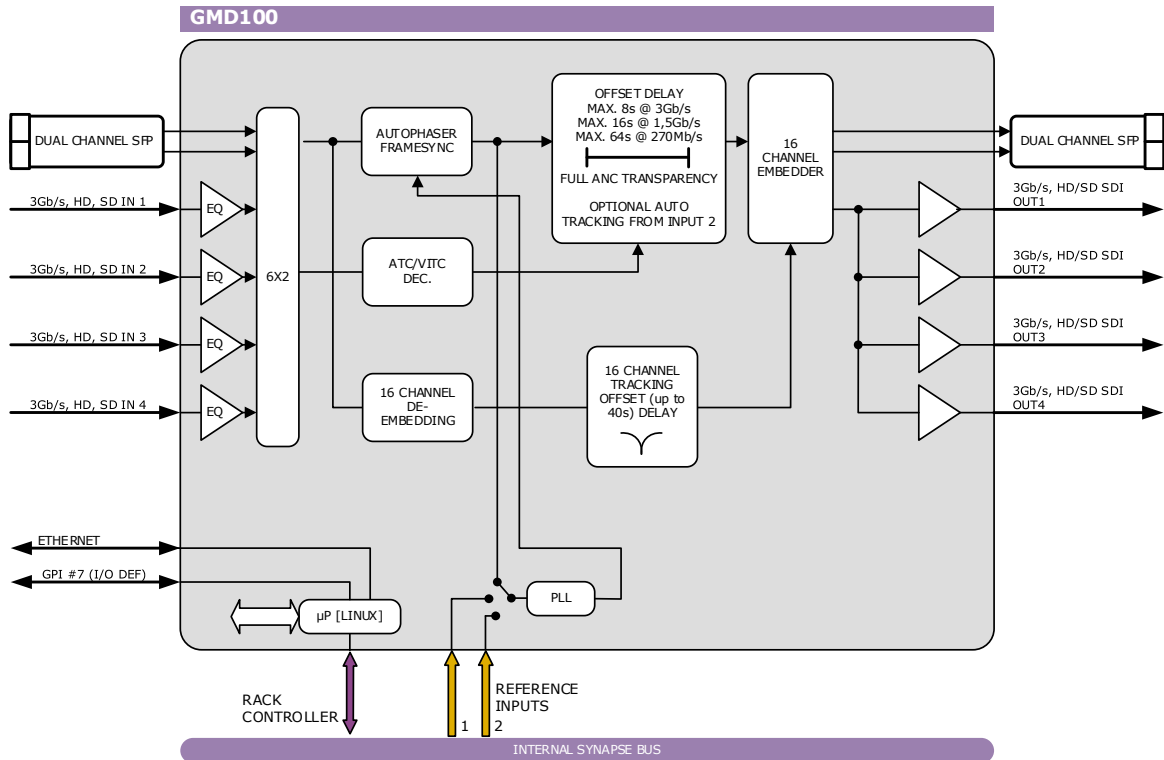 GMD100
DUAL CHANNEL SFP
3Gb/s, HD, SD IN 1
3Gb/s, HD, SD IN 2
3Gb/s, HD, SD IN 3
3Gb/s, HD, SD IN 4
EQ
EQ
EQ
EQ
6X2
AUTOPHASER
FRAMESYNC
ATC/VITC
DEC.
16 CHANNEL
DE-
EMBEDDING
OFFSET DELAY
MAX. 8s @ 3Gb/s
MAX. 16s @ 1,5Gb/s
MAX. 64s @ 270Mb/s
FULL ANC TRANSPARENCY
OPTIONAL AUTO
TRACKING FROM INPUT 2
16 CHANNEL
TRACKING
OFFSET (up to
40s) DELAY
16
CHANNEL
EMBEDDER
DUAL CHANNEL SFP
3Gb/s, HD/SD SDI
OUT1
3Gb/s, HD/SD SDI
OUT2
3Gb/s, HD/SD SDI
OUT3
3Gb/s, HD/SD SDI
OUT4
ETHERNET
GPI #7 (I/O DEF)
µP [LINUX]
PLL
RACK
CONTROLLER
REFERENCE
INPUTS
1
2
INTERNAL SYNAPSE BUS